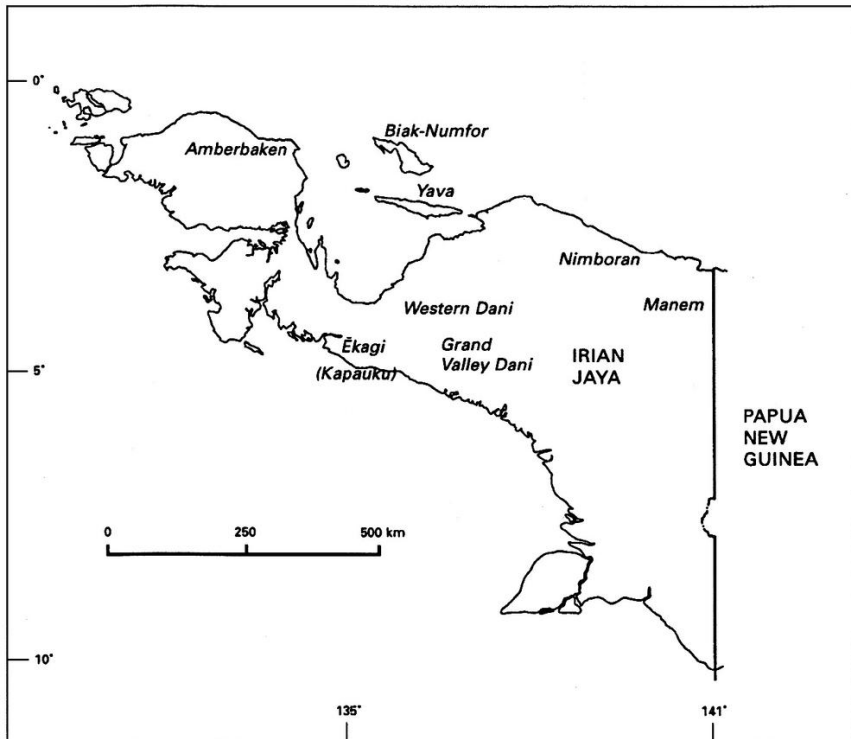 0°
Biak-Numfor
Amberbaken
Yava
Nimboran
Western Dani
Manem
Ēkagi
(Kapauku)
Grand
Valley Dani
IRIAN
JAYA
5°
PAPUA
NEW
GUINEA
0 250 500 km
10°
135° 141°